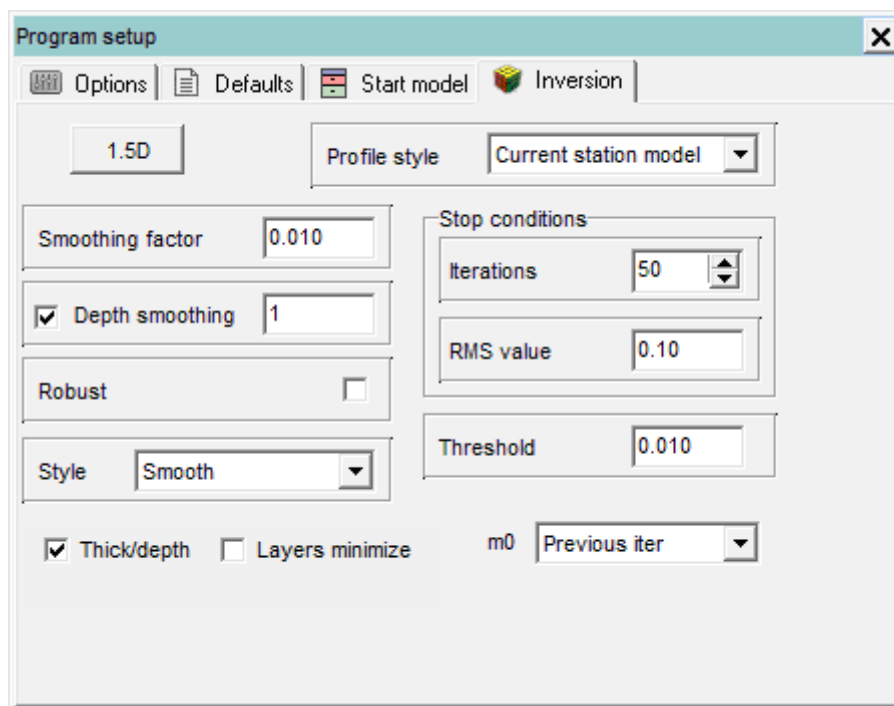 Program setup
Options
Defaults
Start model
Inversion
1.5D
Profile style
Current station model
Smoothing factor
0.010
Depth smoothing
1
Robust
Style
Smooth
Thick/depth
Layers minimize
Stop conditions
Iterations
50
RMS value
0.10
Threshold
0.010
m0
Previous iter